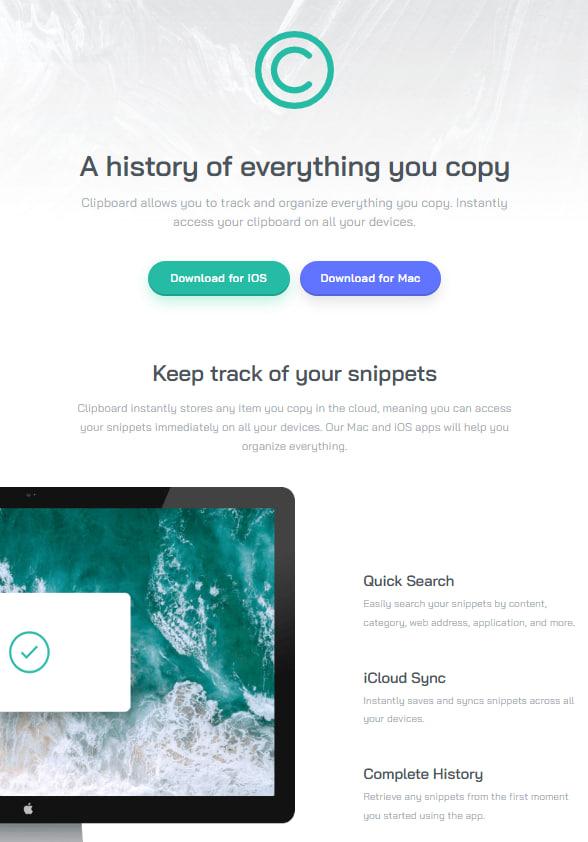 A history of everything you copy
Clipboard allows you to track and organize everything you copy. Instantly
access your clipboard on all your devices.
Download for iOS
Download for Mac
Keep track of your snippets
Clipboard instantly stores any item you copy in the cloud, meaning you can access
your snippets immediately on all your devices. Our Mac and iOS apps will help you
organize everything.
Quick Search
Easily search your snippets by content,
category, web address, application, and more.
iCloud Sync
Instantly saves and syncs snippets across all
your devices.
Complete History
Retrieve any snippets from the first moment
you started using the app.